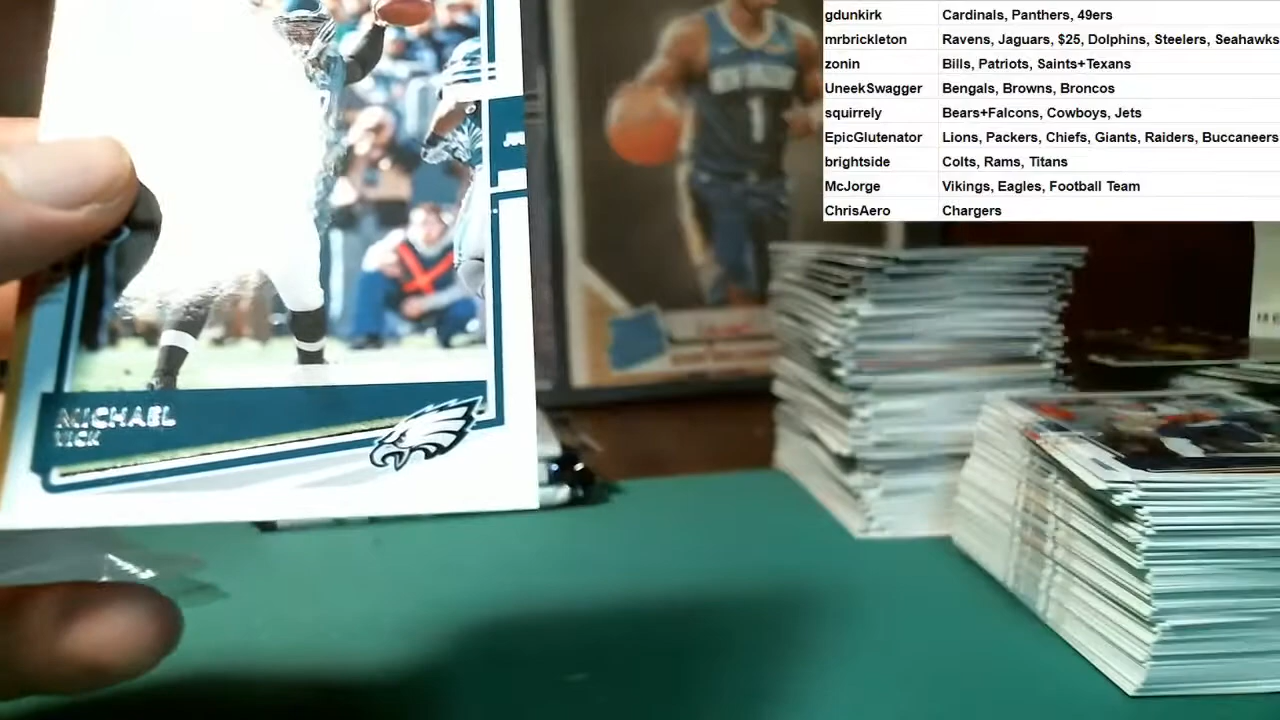 gdunkirk Cardinals, Panthers, 49ers
mrbrickleton Ravens, Jaguars, $25, Dolphins, Steelers, Seahawks
zonin Bills, Patriots, Saints+Texans
UneekSwagger Bengals, Browns, Broncos
squirrely Bears+Falcons, Cowboys, Jets
EpicGlutenator Lions, Packers, Chiefs, Giants, Raiders, Buccaneers
brightside Colts, Rams, Titans
McJorge Vikings, Eagles, Football Team
ChrisAero Chargers
1
MICHAEL
VICK